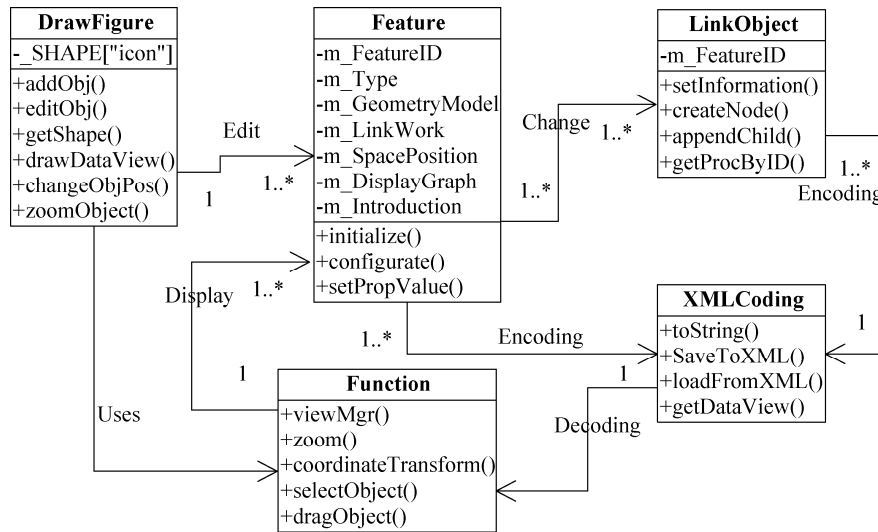 DrawFigure
-_SHAPE["icon"]
+addObj()
+editObj()
+getShape()
+drawDataView()
+changeObjPos()
+zoomObject()
Edit
1
1..*
Feature
-m_FeatureID
-m_Type
-m_GeometryModel
-m_LinkWork
-m_SpacePosition
-m_DisplayGraph
-m_Introduction
+initialize()
+configurate()
+setPropValue()
Change
1..*
1..*
LinkObject
-m_FeatureID
+setInformation()
+createNode()
+appendChild()
+getProcByID()
1..*
Encoding
Display
1..*
1
1..*
Encoding
1
XMLCoding
+toString()
+SaveToXML()
+loadFromXML()
+getDataView()
1
Decoding
Uses
Function
+viewMgr()
+zoom()
+coordinateTransform()
+selectObject()
+dragObject()